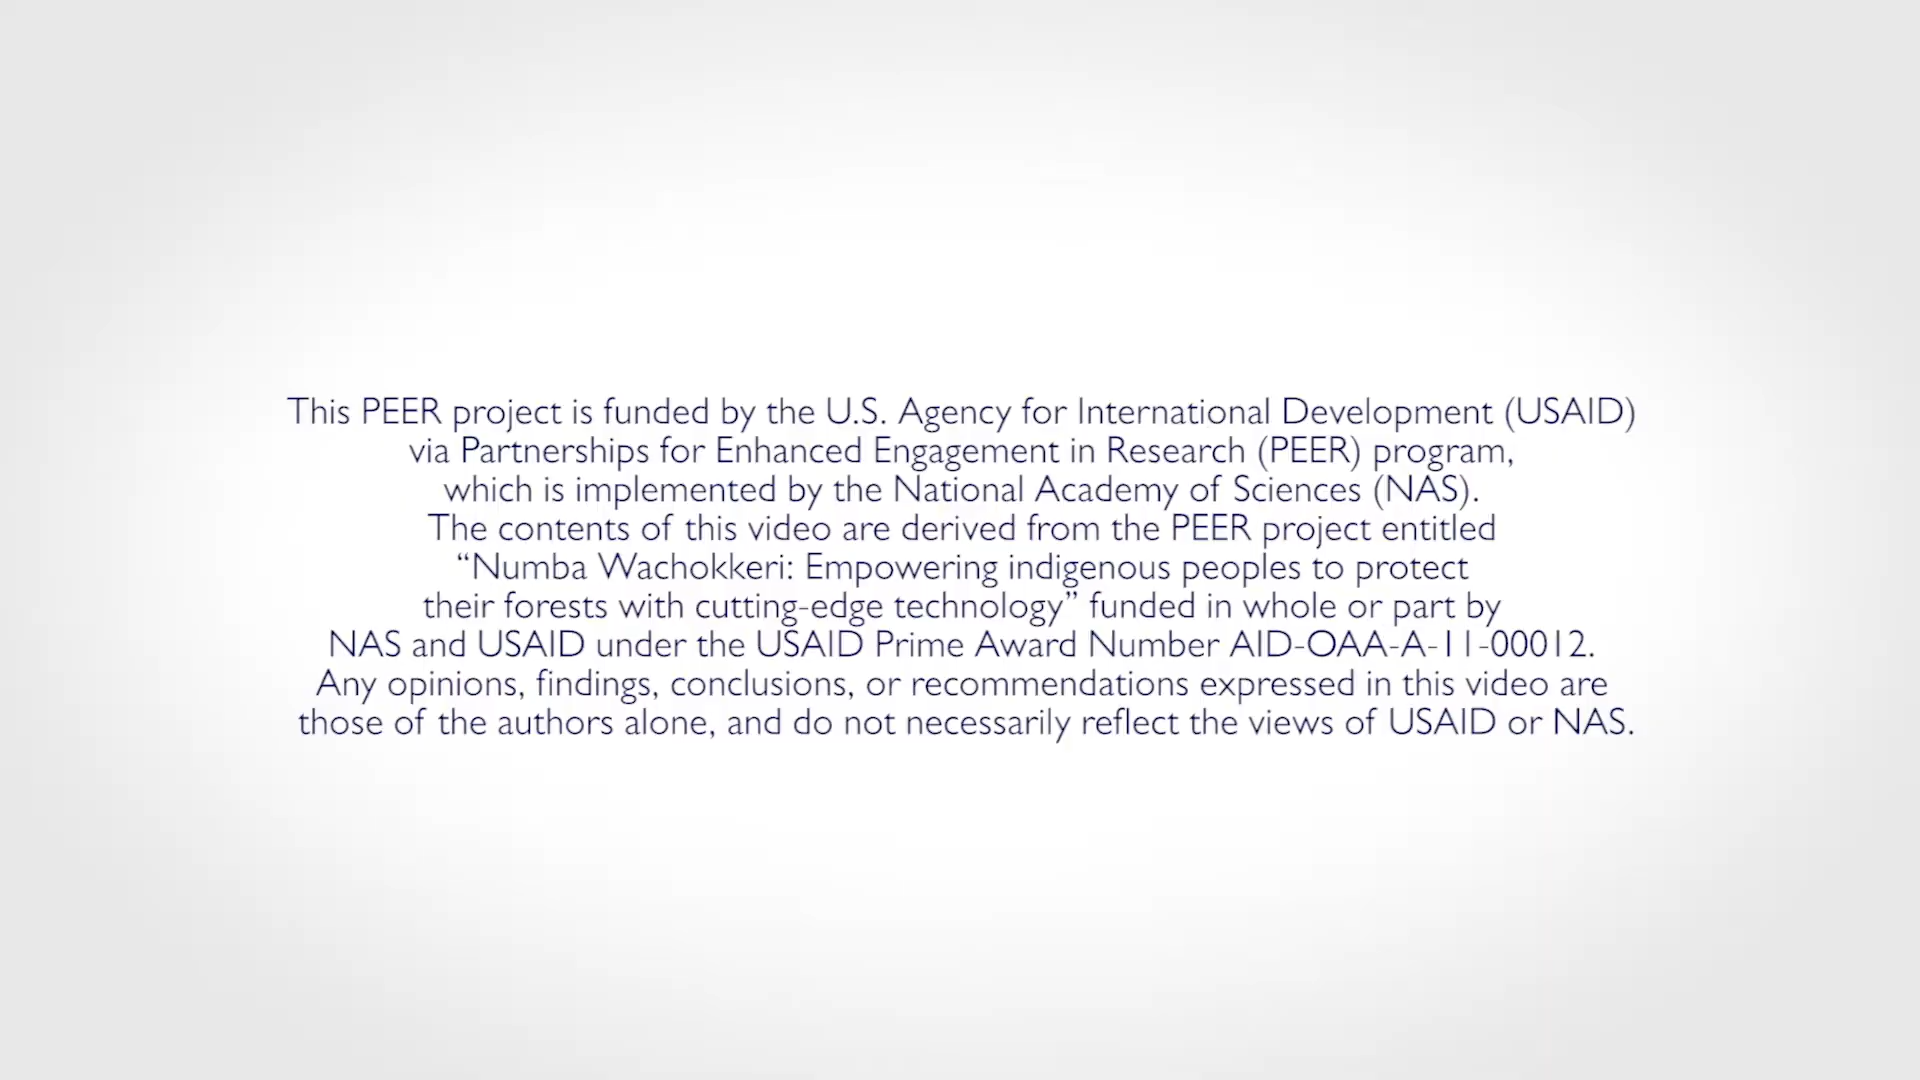 This PEER project is funded by the U.S. Agency for International Development (USAID)
via Partnerships for Enhanced Engagement in Research (PEER) program,
which is implemented by the National Academy of Sciences (NAS).
The contents of this video are derived from the PEER project entitled
“Numba Wachokkeri: Empowering indigenous peoples to protect
their forests with cutting-edge technology” funded in whole or part by
NAS and USAID under the USAID Prime Award Number AID-OAA-A-11-00012.
Any opinions, findings, conclusions, or recommendations expressed in this video are
those of the authors alone, and do not necessarily reflect the views of USAID or NAS.